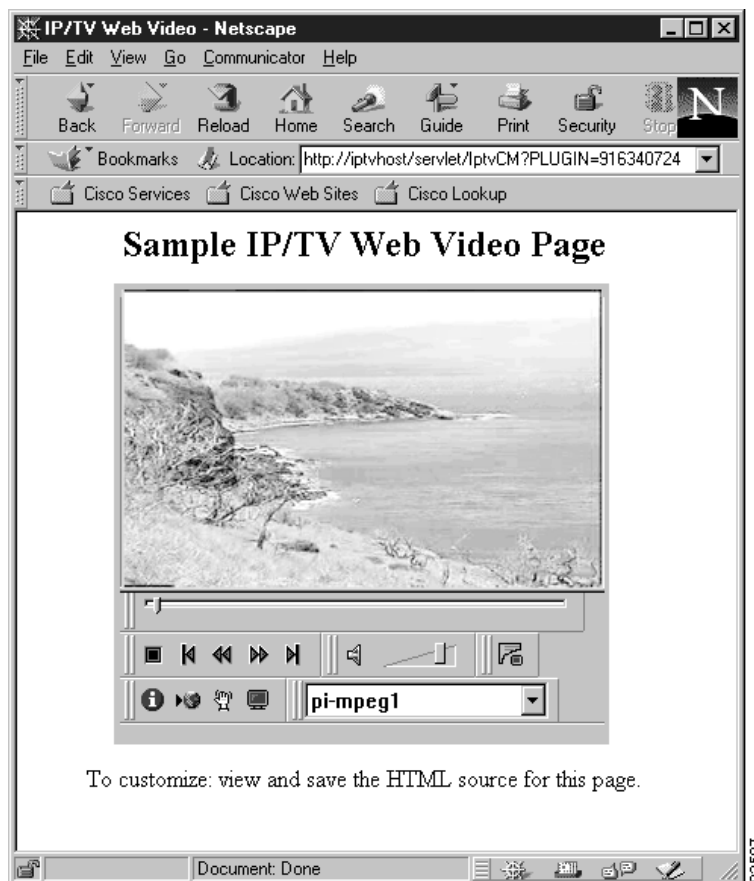 IP/TV Web Video - Netscape
File Edit View Go Communicator Help
Back Forward Reload Home Search Guide Print Security Stop
N
Bookmarks Location: http://iptvhost/servlet/IptvCM?PLUGIN=916340724
Cisco Services Cisco Web Sites Cisco Lookup
Sample IP/TV Web Video Page
pi-mpeg1
To customize: view and save the HTML source for this page.
Document: Done